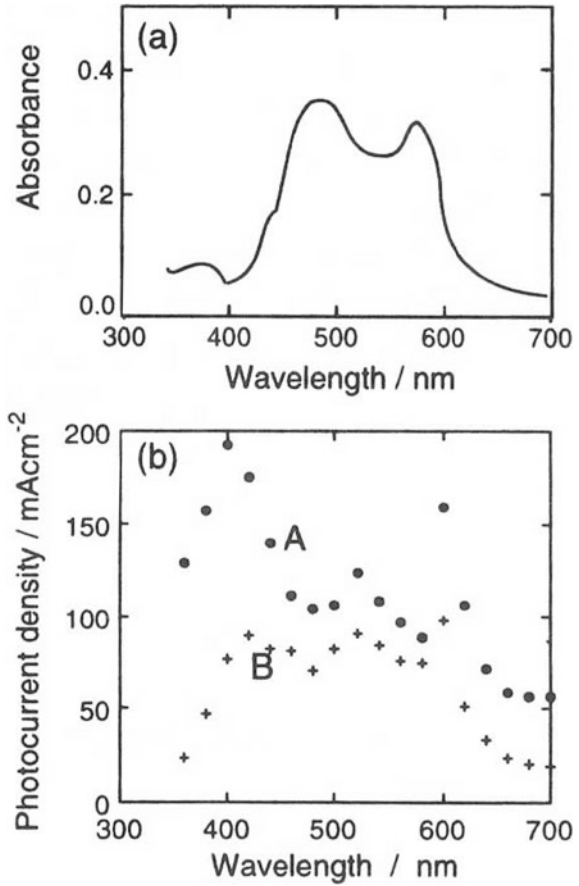 (a)
Absorbance
0.4
0.2
0.0
300 400 500 600 700
Wavelength / nm
(b)
Photocurrent density / mAcm-2
200
150
100
50
0
A
B
300 400 500 600 700
Wavelength / nm